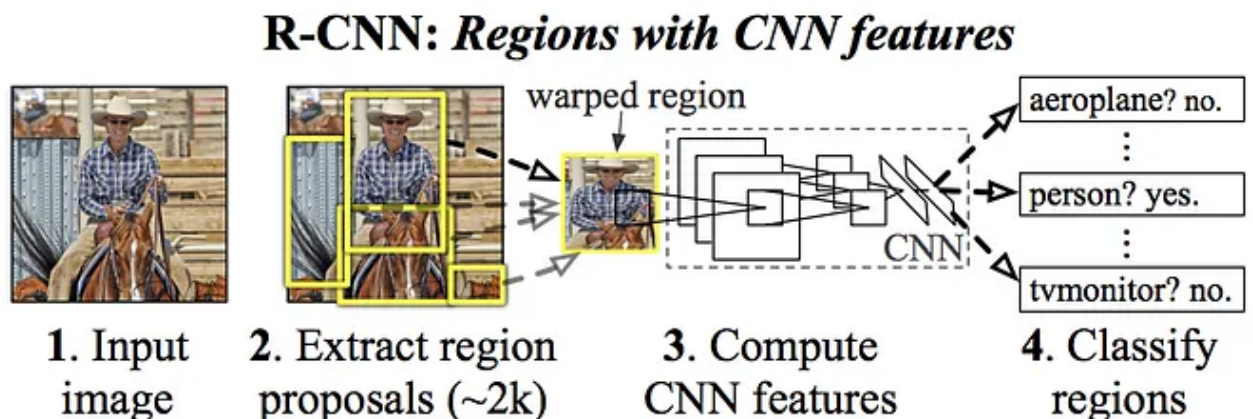 R-CNN: Regions with CNN features
warped region
aeroplane? no.
person? yes.
tvmonitor? no.
CNN
1. Input
image
2. Extract region
proposals (~2k)
3. Compute
CNN features
4. Classify
regions